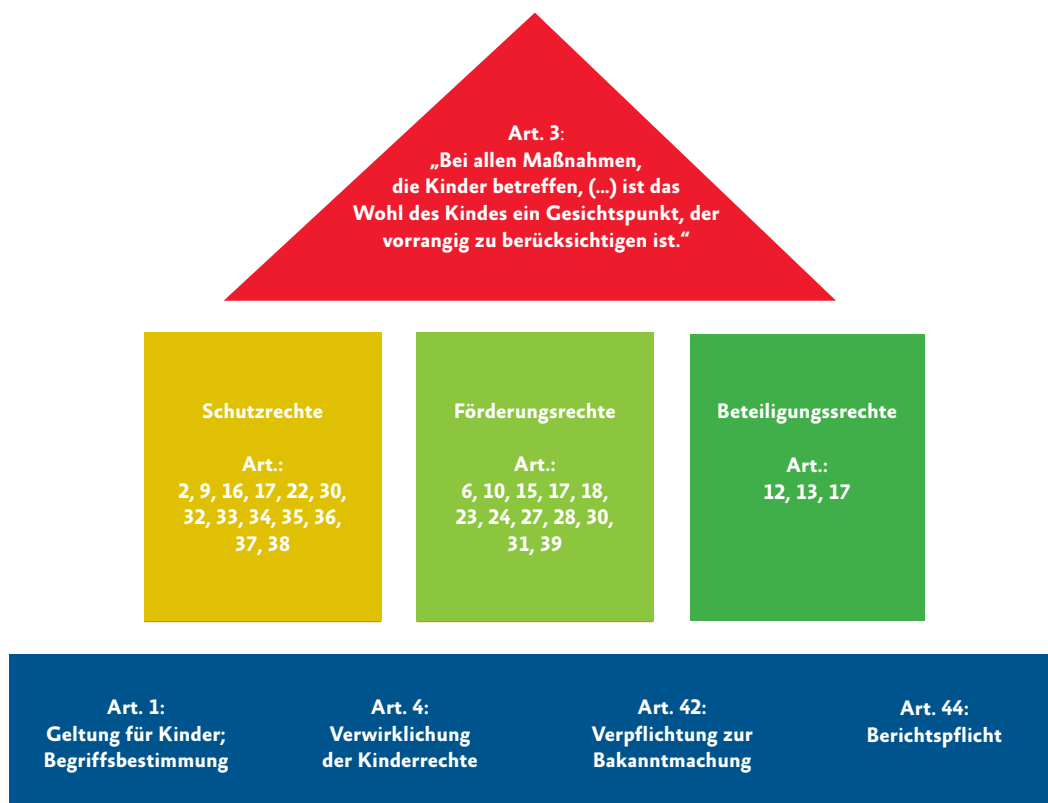 Art. 3:
„Bei allen Maßnahmen,
die Kinder betreffen, (...) ist das
Wohl des Kindes ein Gesichtspunkt, der
vorrangig zu berücksichtigen ist.“
Schutzrechte
Art.:
2, 9, 16, 17, 22, 30,
32, 33, 34, 35, 36,
37, 38
Förderungsrechte
Art.:
6, 10, 15, 17, 18,
23, 24, 27, 28, 30,
31, 39
Beteiligungssrechte
Art.:
12, 13, 17
Art. 1:
Geltung für Kinder;
Begriffsbestimmung
Art. 4:
Verwirklichung
der Kinderrechte
Art. 42:
Verpflichtung zur
Bakanntmachung
Art. 44:
Berichtspflicht